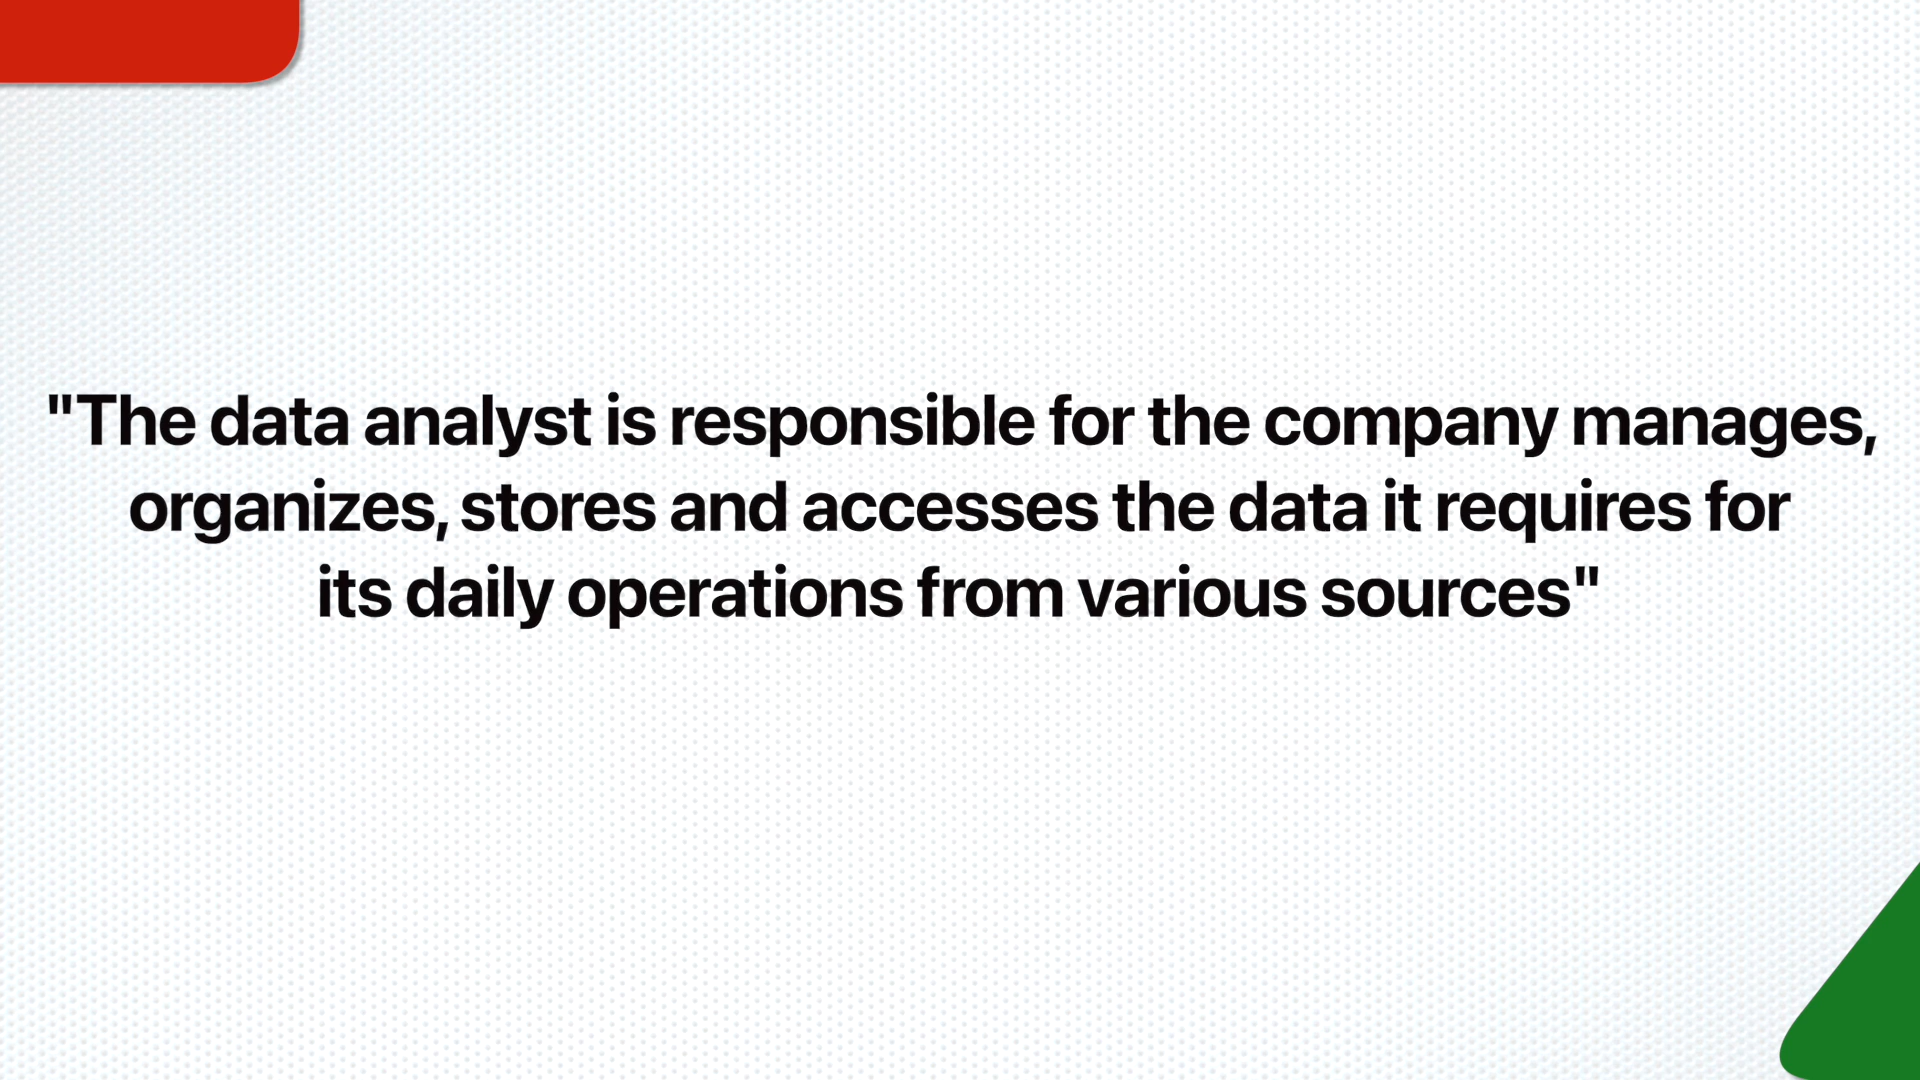 "The data analyst is responsible for the company manages,
organizes, stores and accesses the data it requires for
its daily operations from various sources"